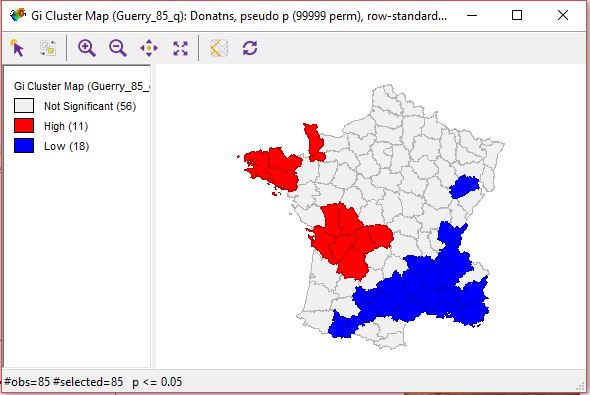 Gi Cluster Map (Guerry_85_q): Donatns, pseudo p (99999 perm), row-standard...
Gi Cluster Map (Guerry_85_
Not Significant (56)
High (11)
Low (18)
#obs=85 #selected=85 p <= 0.05